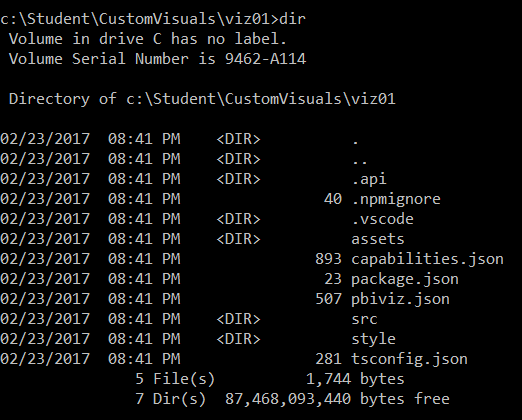 c:\Student\CustomVisuals\viz01>dir
Volume in drive C has no label.
Volume Serial Number is 9462-A114
Directory of c:\Student\CustomVisuals\viz01
02/23/2017  08:41 PM    <DIR>          .
02/23/2017  08:41 PM    <DIR>          ..
02/23/2017  08:41 PM    <DIR>          .api
02/23/2017  08:41 PM                40 .npmignore
02/23/2017  08:41 PM    <DIR>          .vscode
02/23/2017  08:41 PM    <DIR>          assets
02/23/2017  08:41 PM               893 capabilities.json
02/23/2017  08:41 PM                23 package.json
02/23/2017  08:41 PM               507 pbiviz.json
02/23/2017  08:41 PM    <DIR>          src
02/23/2017  08:41 PM    <DIR>          style
02/23/2017  08:41 PM               281 tsconfig.json
5 File(s)          1,744 bytes
7 Dir(s)  87,468,093,440 bytes free